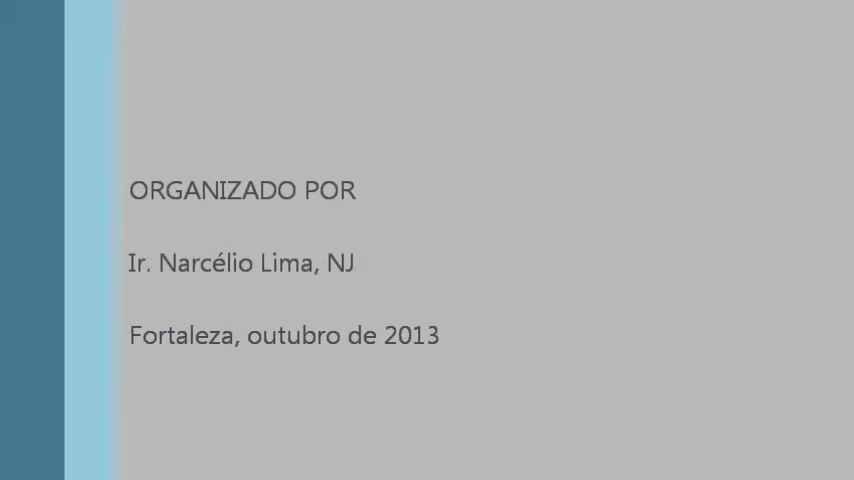 ORGANIZADO POR
Ir. Narcélio Lima, NJ
Fortaleza, outubro de 2013